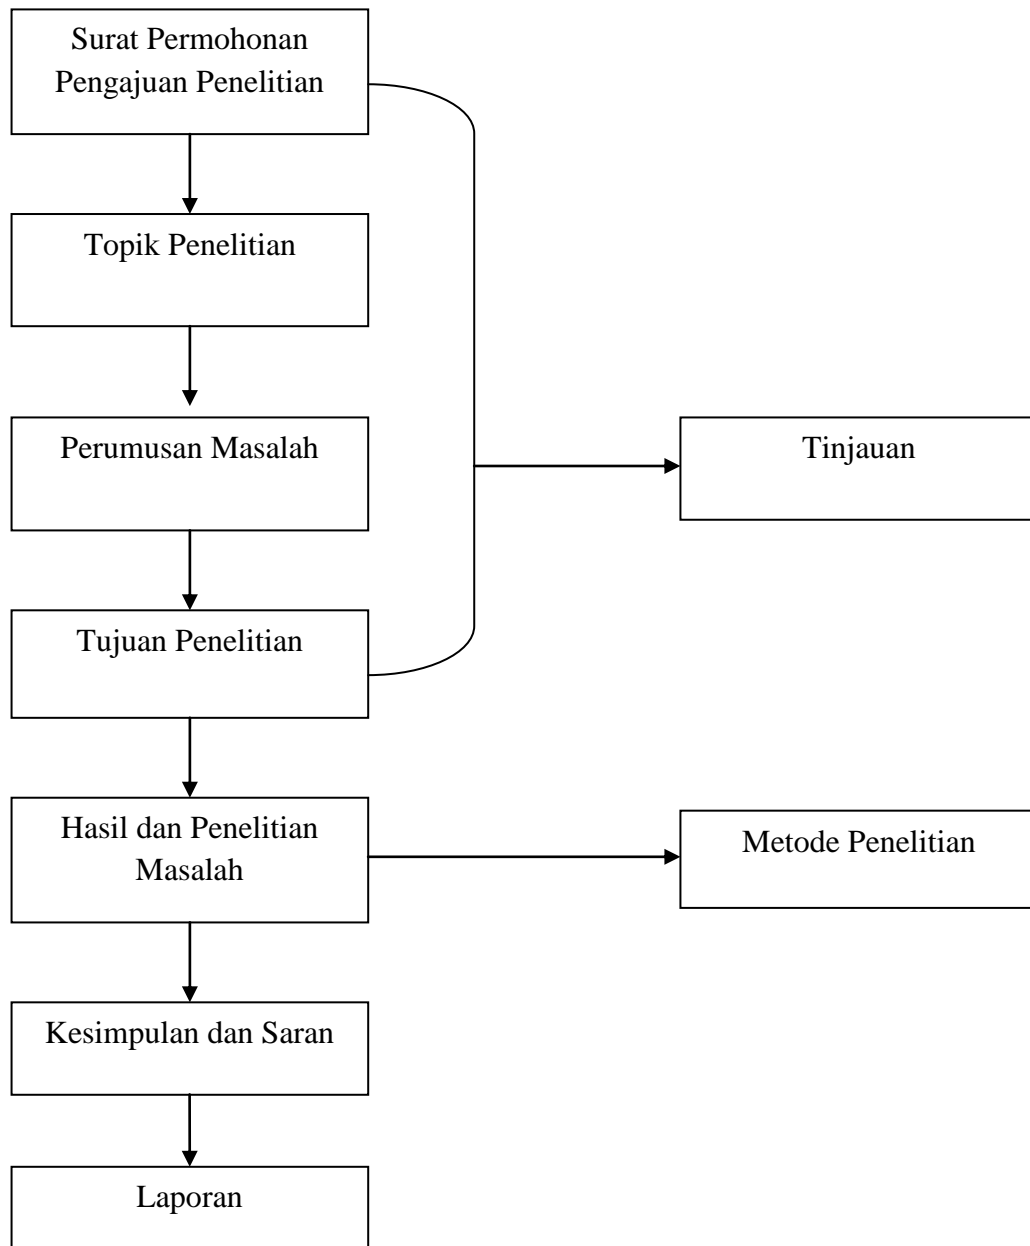 Surat Permohonan
Pengajuan Penelitian
Topik Penelitian
Perumusan Masalah
Tinjauan
Tujuan Penelitian
Hasil dan Penelitian
Masalah
Metode Penelitian
Kesimpulan dan Saran
Laporan